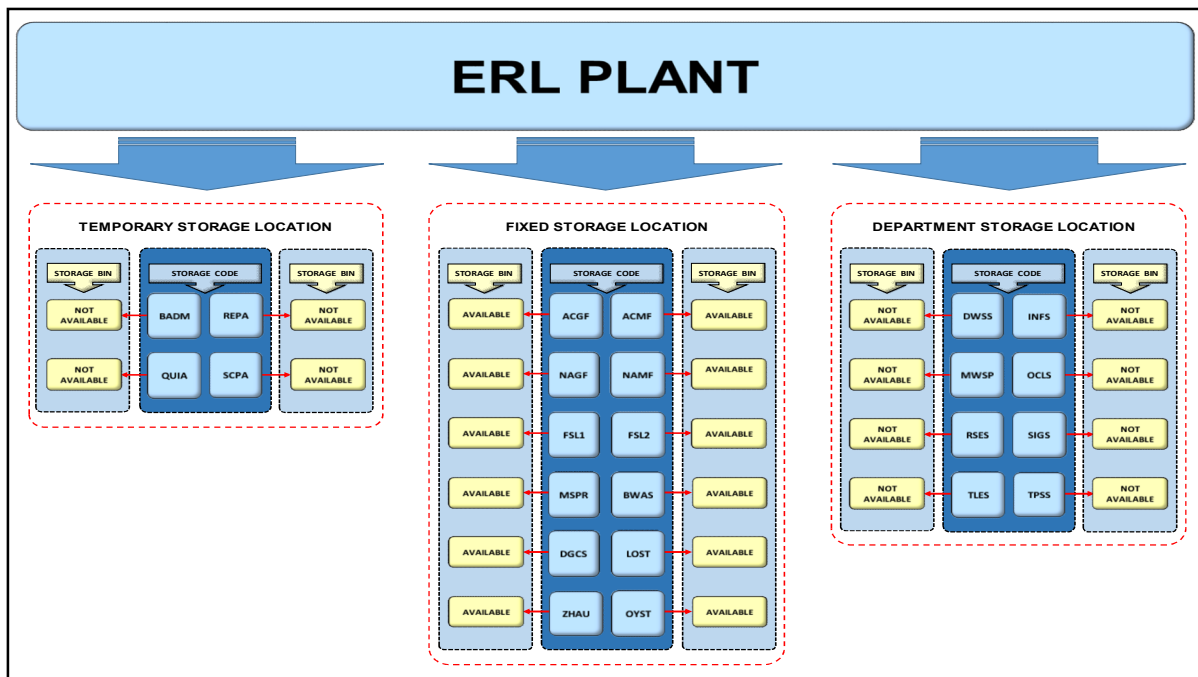 ERL PLANT
TEMPORARY STORAGE LOCATION
STORAGE BIN
STORAGE CODE
STORAGE BIN
NOT
AVAILABLE
BADM
REPA
NOT
AVAILABLE
NOT
AVAILABLE
QUIA
SCPA
NOT
AVAILABLE
FIXED STORAGE LOCATION
STORAGE BIN
STORAGE CODE
STORAGE BIN
AVAILABLE
ACGF
ACMF
AVAILABLE
AVAILABLE
NAGF
NAMF
AVAILABLE
AVAILABLE
FSL1
FSL2
AVAILABLE
AVAILABLE
MSPR
BWAS
AVAILABLE
AVAILABLE
DGCS
LOST
AVAILABLE
AVAILABLE
ZHAU
OYST
AVAILABLE
DEPARTMENT STORAGE LOCATION
STORAGE BIN
STORAGE CODE
STORAGE BIN
NOT
AVAILABLE
DWSS
INFS
NOT
AVAILABLE
NOT
AVAILABLE
MWSP
OCLS
NOT
AVAILABLE
NOT
AVAILABLE
RSES
SIGS
NOT
AVAILABLE
NOT
AVAILABLE
TLES
TPSS
NOT
AVAILABLE